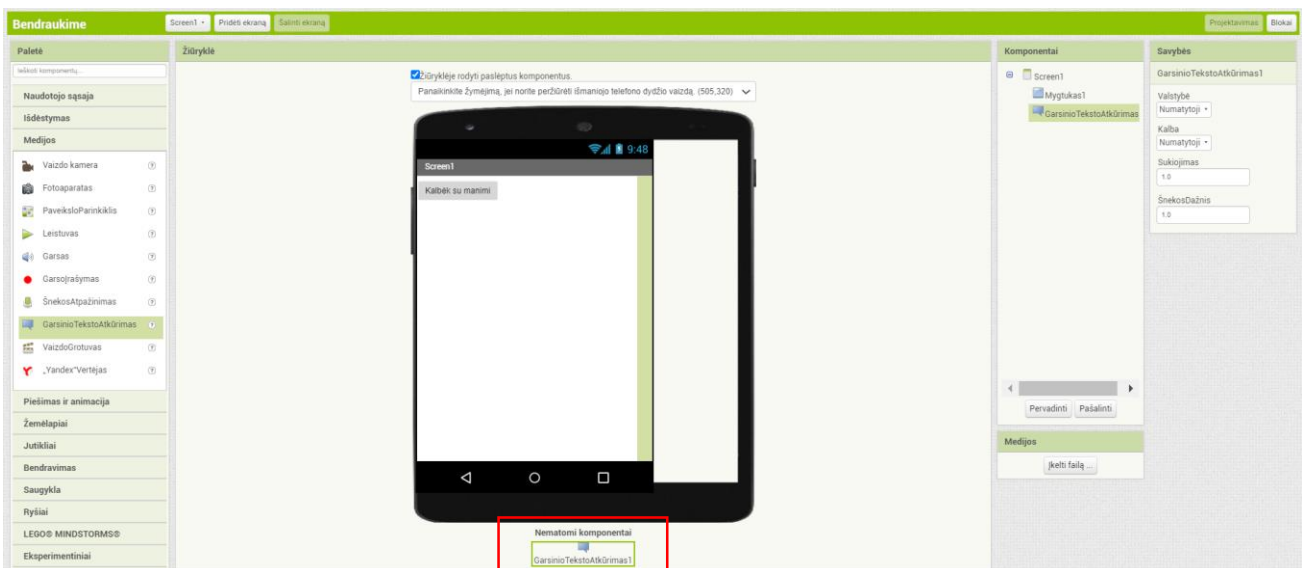 Bendraukime
Screen1
Pridėti ekraną
Šalinti ekraną
Projektavimas
Blokai
Paletė
Ieškoti komponentų...
Naudotojo sąsaja
Išdėstymas
Medijos
Vaizdo kamera
Fotoaparatas
PaveiksloParinkiklis
Leistuvas
Garsas
GarsoĮrašymas
ŠnekosAtpažinimas
GarsinioTekstoAtkūrimas
VaizdoGrotuvas
„Yandex"Vertėjas
Piešimas ir animacija
Žemėlapiai
Jutikliai
Bendravimas
Saugykla
Ryšiai
LEGO® MINDSTORMS®
Eksperimentiniai
Žiūryklė
Žiūryklėje rodyti paslėptus komponentus.
Panaikinkite žymėjimą, jei norite peržiūrėti išmaniojo telefono dydžio vaizdą. (505,320)
9:48
Screen1
Kalbėk su manimi
Nematomi komponentai
GarsinioTekstoAtkūrimas1
Komponentai
Screen1
Mygtukas1
GarsinioTekstoAtkūrimas
Pervadinti
Pašalinti
Medijos
Įkelti failą ...
Savybės
GarsinioTekstoAtkūrimas1
Valstybė
Numatytoji
Kalba
Numatytoji
Sukiojimas
1.0
ŠnekosDažnis
1.0